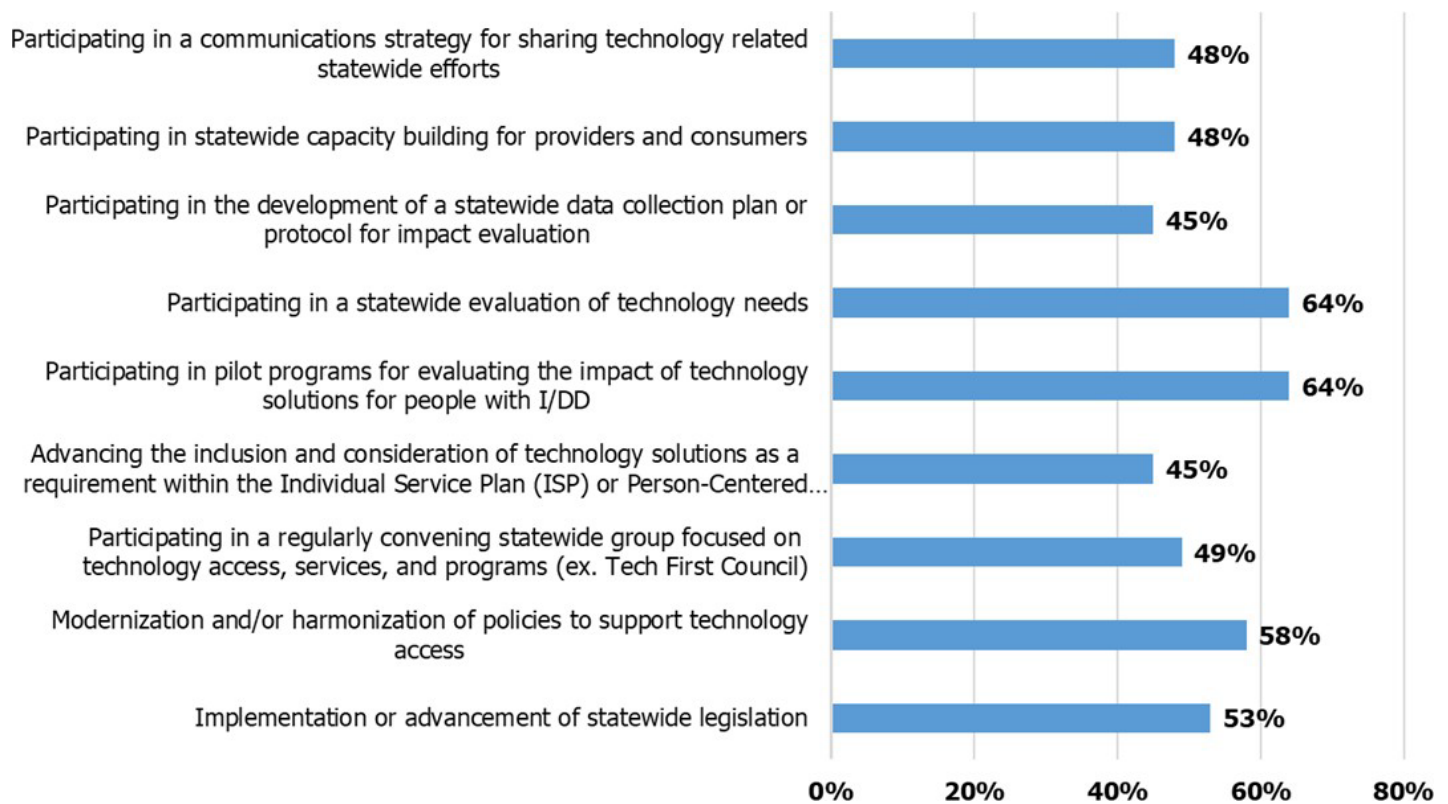 Participating in a communications strategy for sharing technology related
statewide efforts
48%
Participating in statewide capacity building for providers and consumers
48%
Participating in the development of a statewide data collection plan or
protocol for impact evaluation
45%
Participating in a statewide evaluation of technology needs
64%
Participating in pilot programs for evaluating the impact of technology
solutions for people with I/DD
64%
Advancing the inclusion and consideration of technology solutions as a
requirement within the Individual Service Plan (ISP) or Person-Centered...
45%
Participating in a regularly convening statewide group focused on
technology access, services, and programs (ex. Tech First Council)
49%
Modernization and/or harmonization of policies to support technology
access
58%
Implementation or advancement of statewide legislation
53%
0% 20% 40% 60% 80%